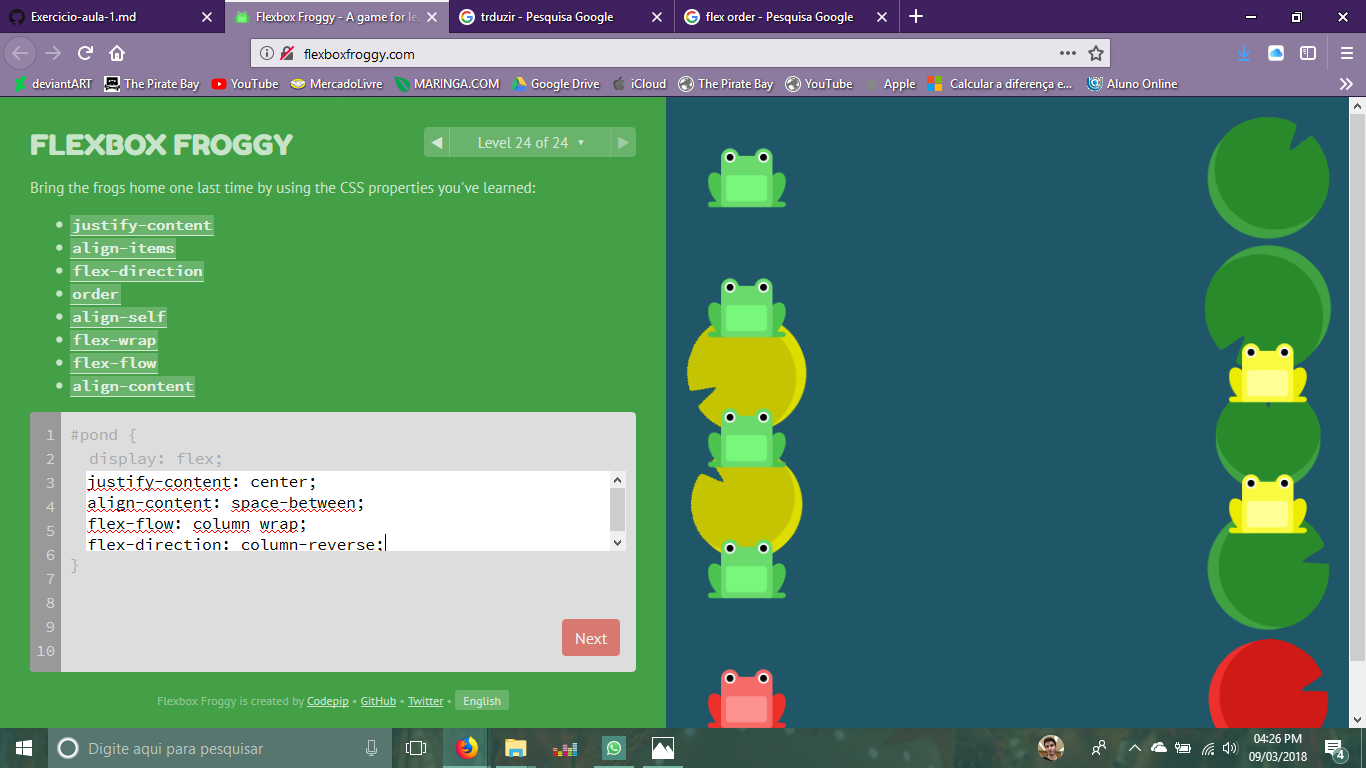 Exercicio-aula-1.md
Flexbox Froggy - A game for le
trduzir - Pesquisa Google
flex order - Pesquisa Google
flexboxfroggy.com
deviantART
The Pirate Bay
YouTube
MercadoLivre
MARINGA.COM
Google Drive
iCloud
The Pirate Bay
YouTube
Apple
Calcular a diferença e...
Aluno Online
FLEXBOX FROGGY
Level 24 of 24
Bring the frogs home one last time by using the CSS properties you've learned:
justify-content
align-items
flex-direction
order
align-self
flex-wrap
flex-flow
align-content
1 #pond {
2 display: flex;
3 justify-content: center;
4 align-content: space-between;
5 flex-flow: column wrap;
6 flex-direction: column-reverse;
}
7
8
9
10
Next
Flexbox Froggy is created by Codepip • GitHub • Twitter • English
Digite aqui para pesquisar
04:26 PM
09/03/2018
4